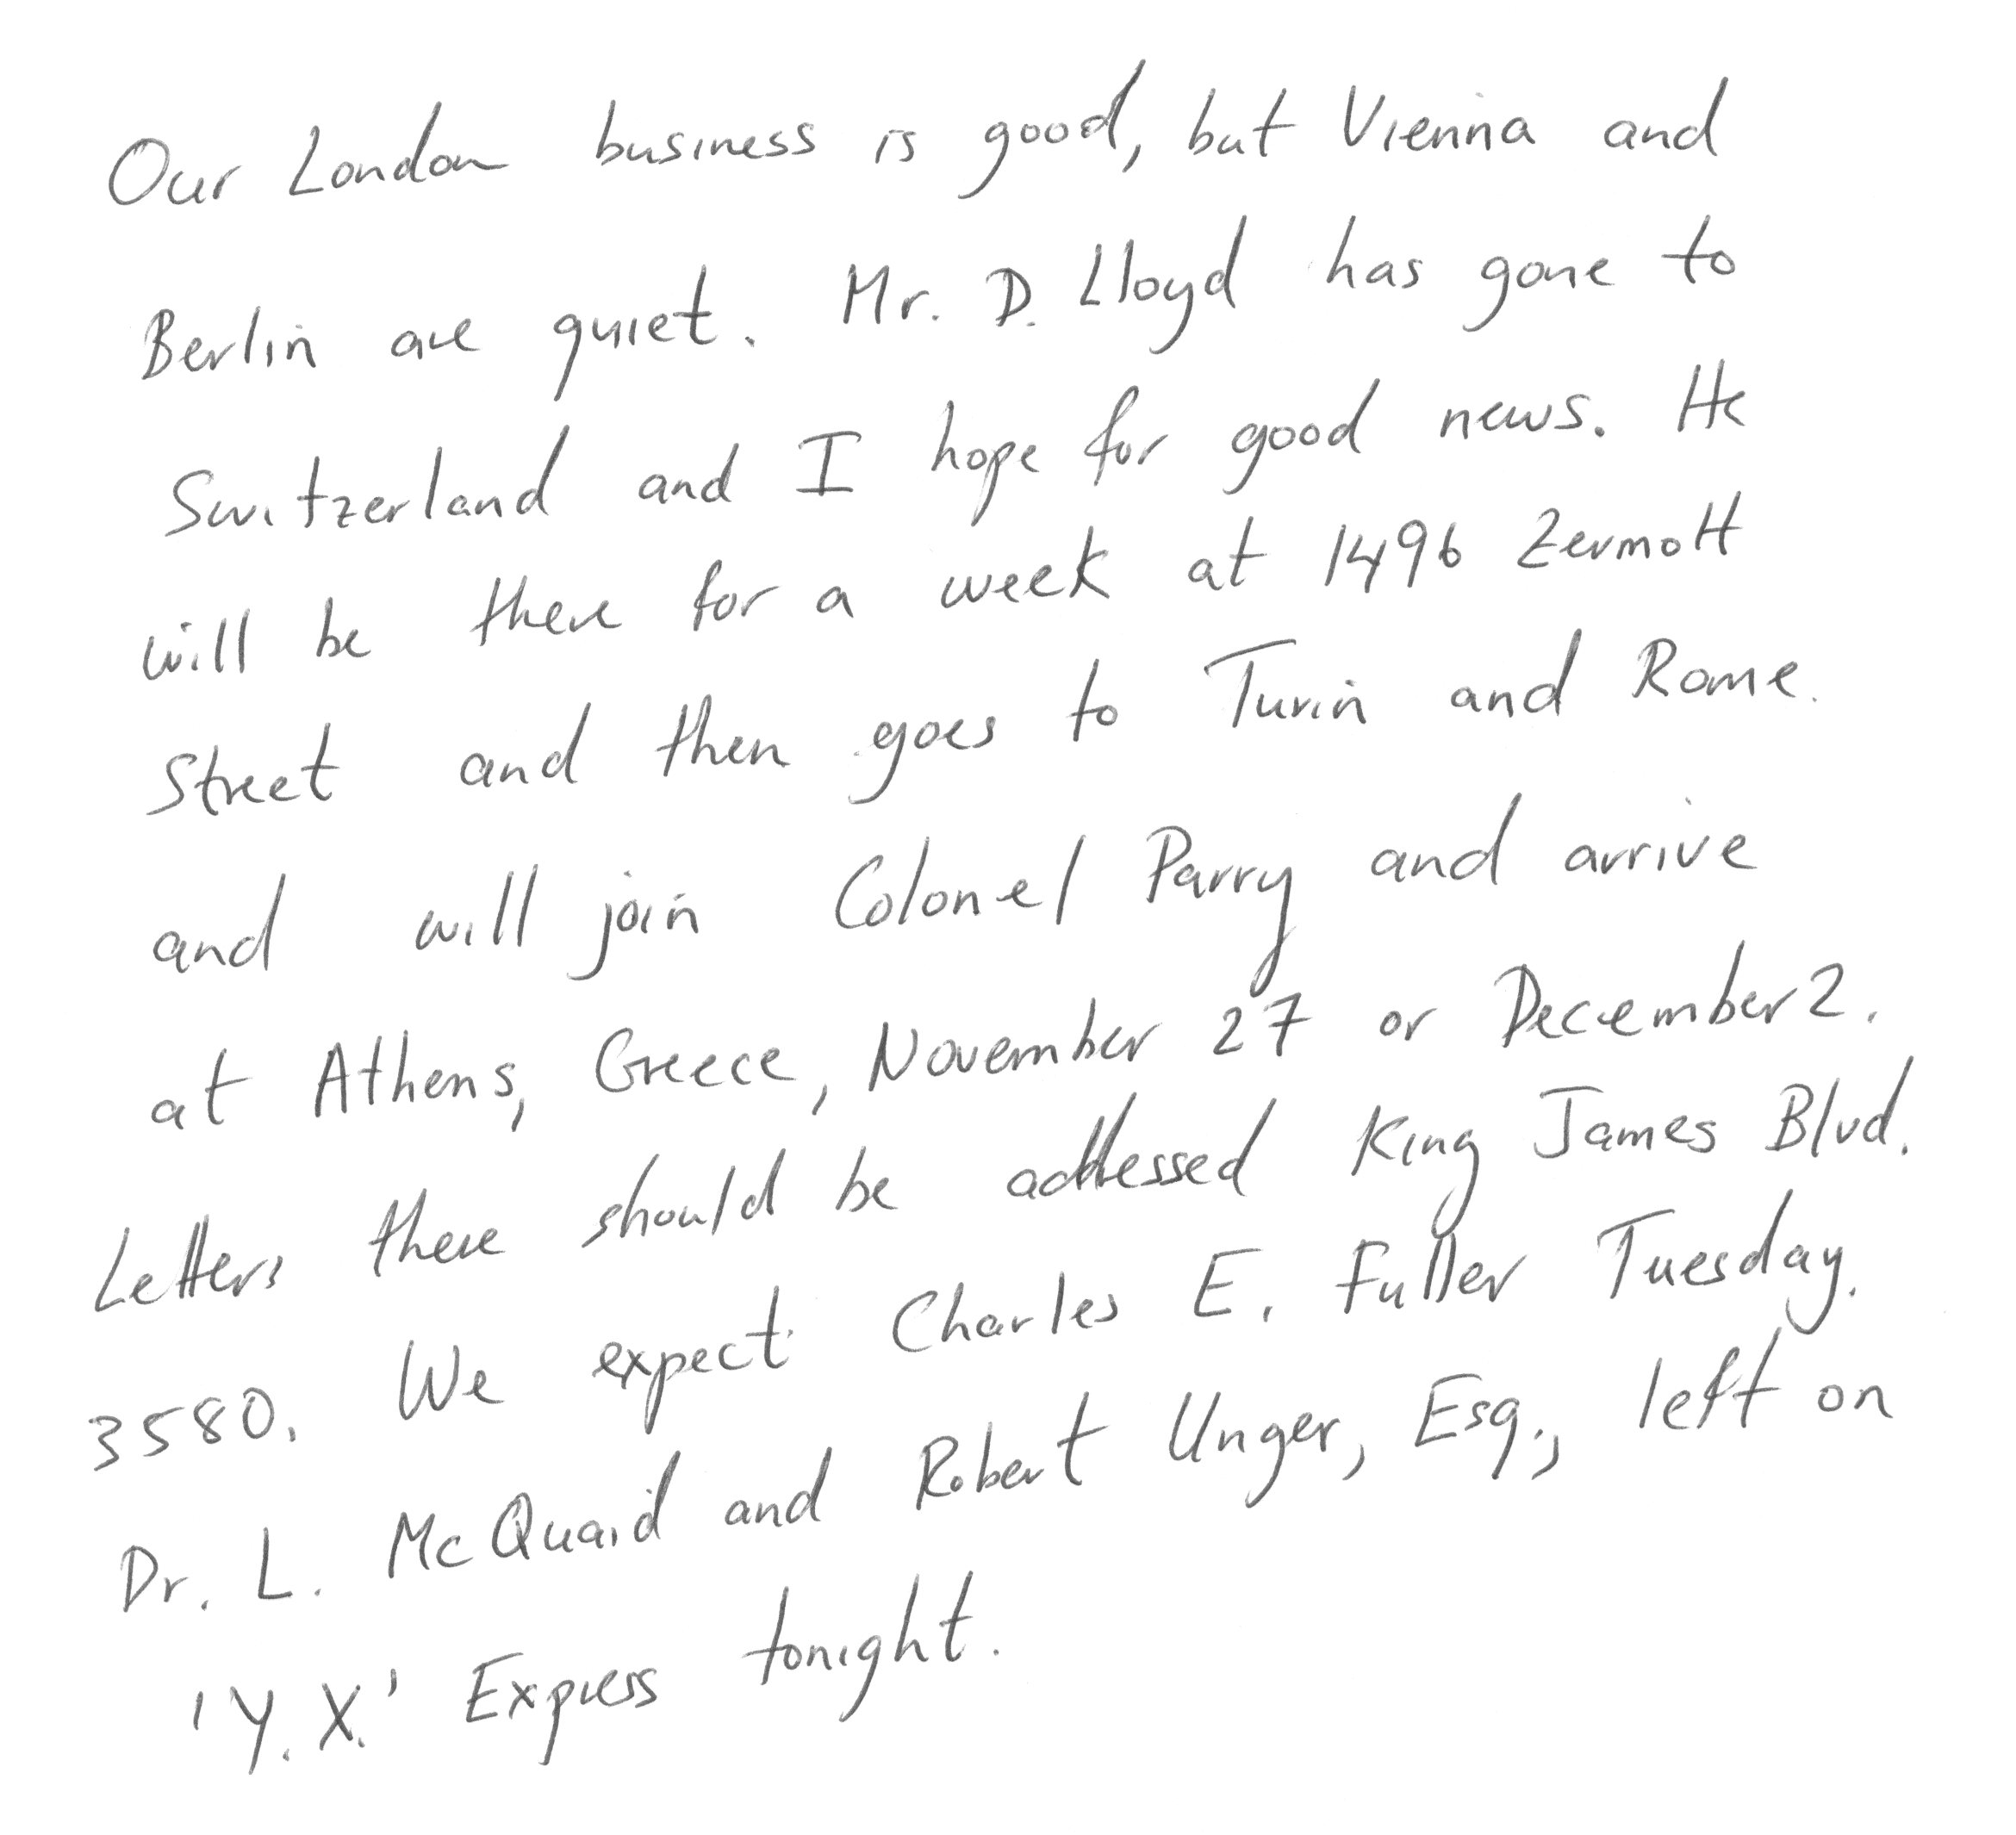 Our London business is good, but Vienna and
Berlin are quiet. Mr. D. Lloyd has gone to
Switzerland and I hope for good news. He
will be there for a week at 1496 Zermott
Street and then goes to Turin and Rome.
and will join Colonel Parry and arrive
at Athens, Greece, November 27 or December 2.
Letters there should be addressed King James Blvd.
3580. We expect Charles E. Fuller Tuesday.
Dr. L. McQuaid and Robert Unger, Esq., left on
'Y.X.' Express tonight.